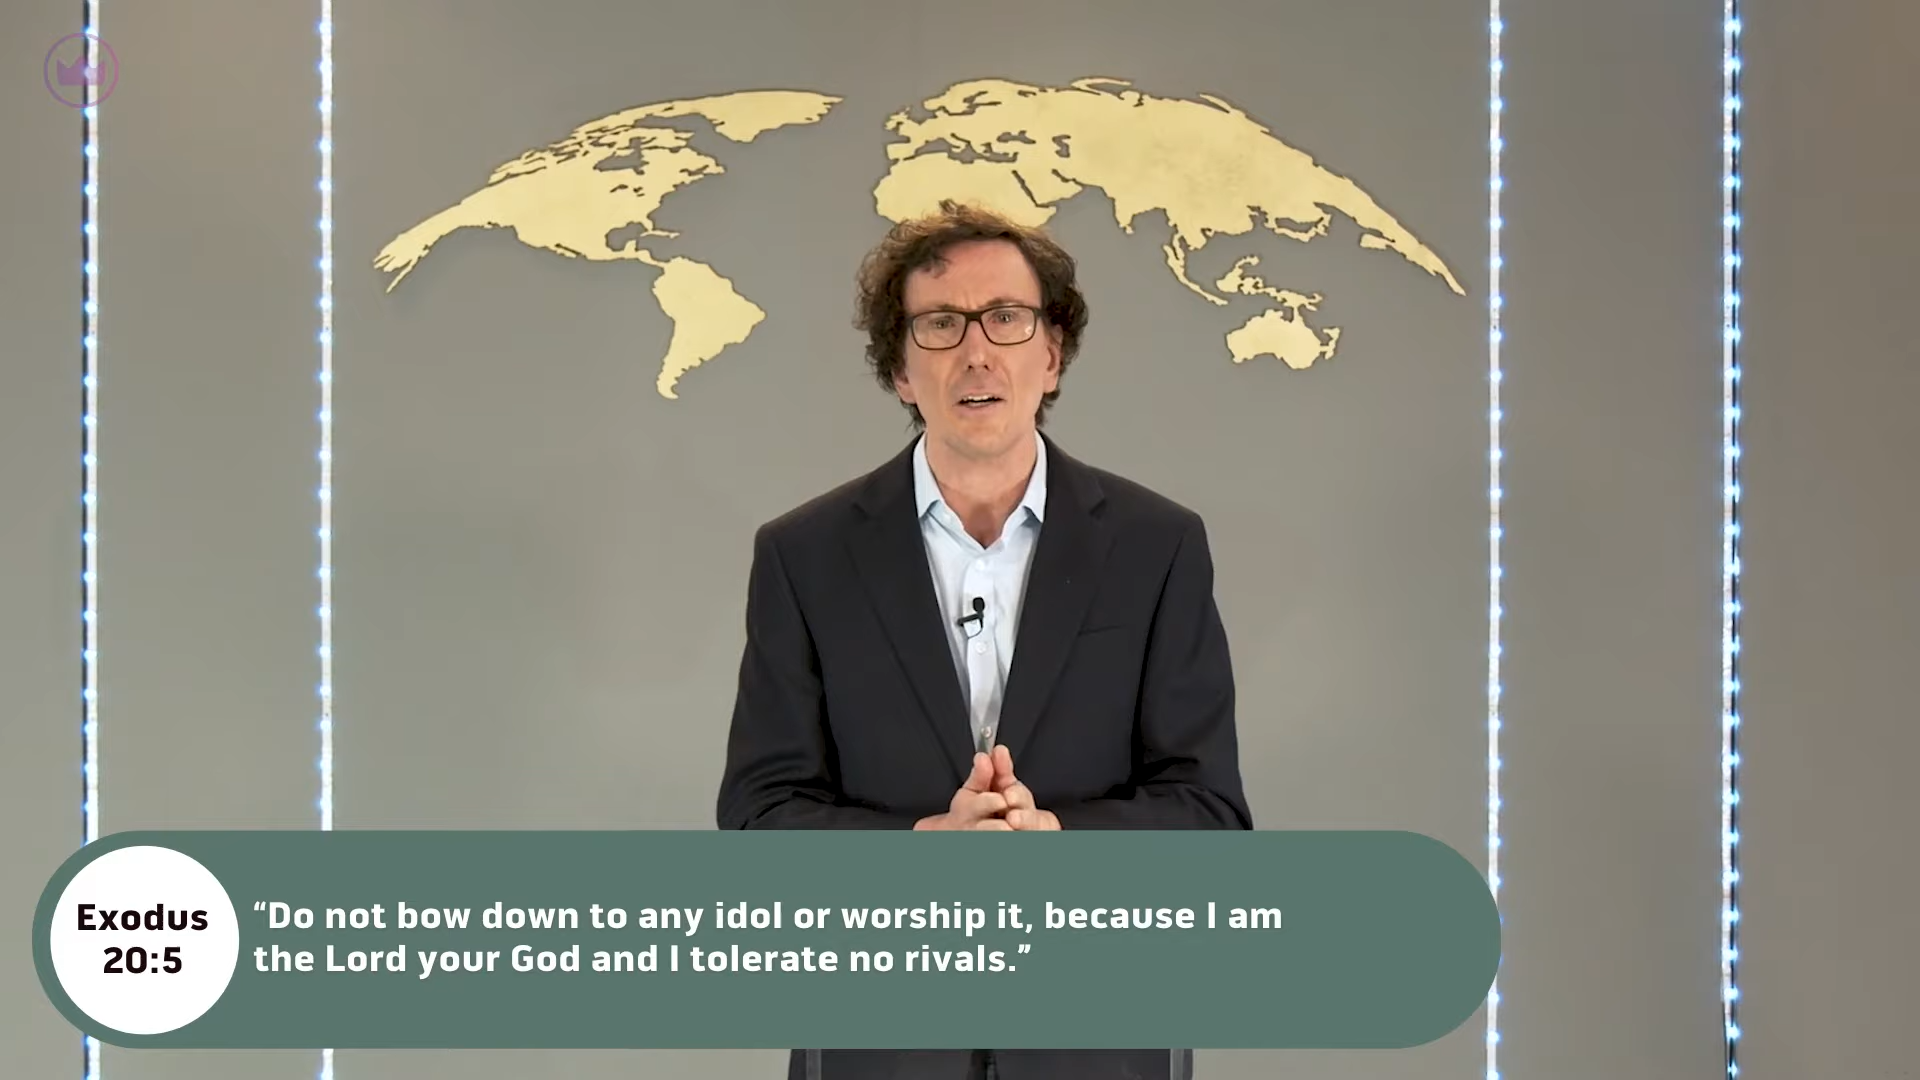 Exodus
20:5
“Do not bow down to any idol or worship it, because I am
the Lord your God and I tolerate no rivals.”